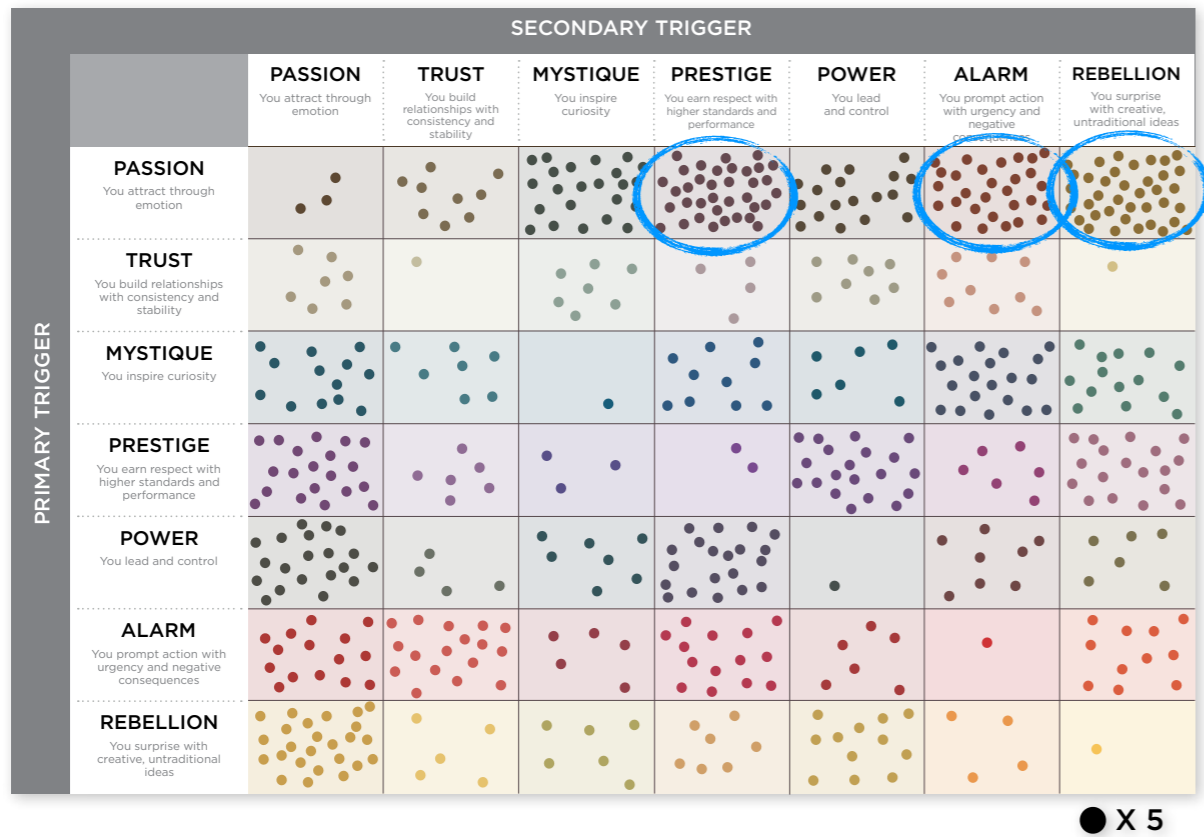 SECONDARY TRIGGER
PASSION
You attract through
emotion
TRUST
You build
relationships with
consistency and
stability
MYSTIQUE
You inspire
curiosity
PRESTIGE
You earn respect with
higher standards and
performance
POWER
You lead
and control
ALARM
You prompt action
with urgency and
negative
consequences
REBELLION
You surprise
with creative,
untraditional ideas
PRIMARY TRIGGER
PASSION
You attract through
emotion
TRUST
You build relationships
with consistency and
stability
MYSTIQUE
You inspire curiosity
PRESTIGE
You earn respect with
higher standards and
performance
POWER
You lead and control
ALARM
You prompt action with
urgency and negative
consequences
REBELLION
You surprise with
creative, untraditional
ideas
X 5